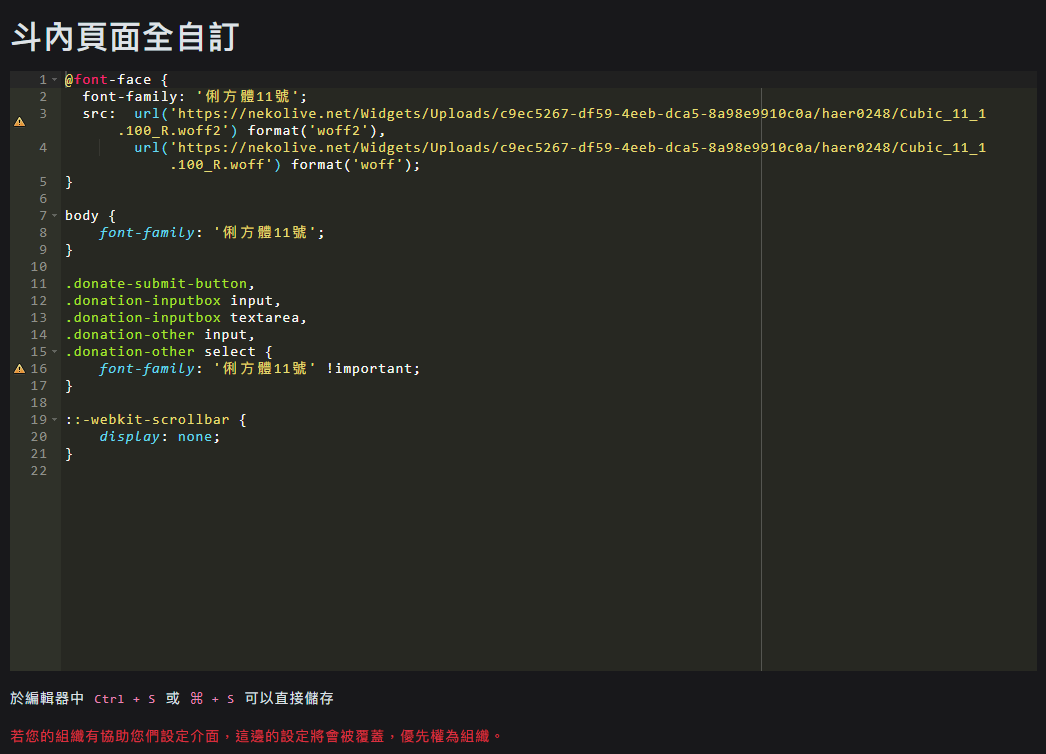 斗內頁面全自訂
1 @font-face {
2 font-family: '俐方體11號';
3 src: url('https://nekolive.net/Widgets/Uploads/c9ec5267-df59-4eeb-dca5-8a98e9910c0a/haer0248/Cubic_11_1
.100_R.woff2') format('woff2'),
4 url('https://nekolive.net/Widgets/Uploads/c9ec5267-df59-4eeb-dca5-8a98e9910c0a/haer0248/Cubic_11_1
.100_R.woff') format('woff');
5 }
6
7 body {
8 font-family: '俐方體11號';
9 }
10
11 .donate-submit-button,
12 .donation-inputbox input,
13 .donation-inputbox textarea,
14 .donation-other input,
15 .donation-other select {
16 font-family: '俐方體11號' !important;
17 }
18
19 ::-webkit-scrollbar {
20 display: none;
21 }
22
於編輯器中 Ctrl + S 或 ⌘ + S 可以直接儲存
若您的組織有協助您們設定介面，這邊的設定將會被覆蓋，優先權為組織。